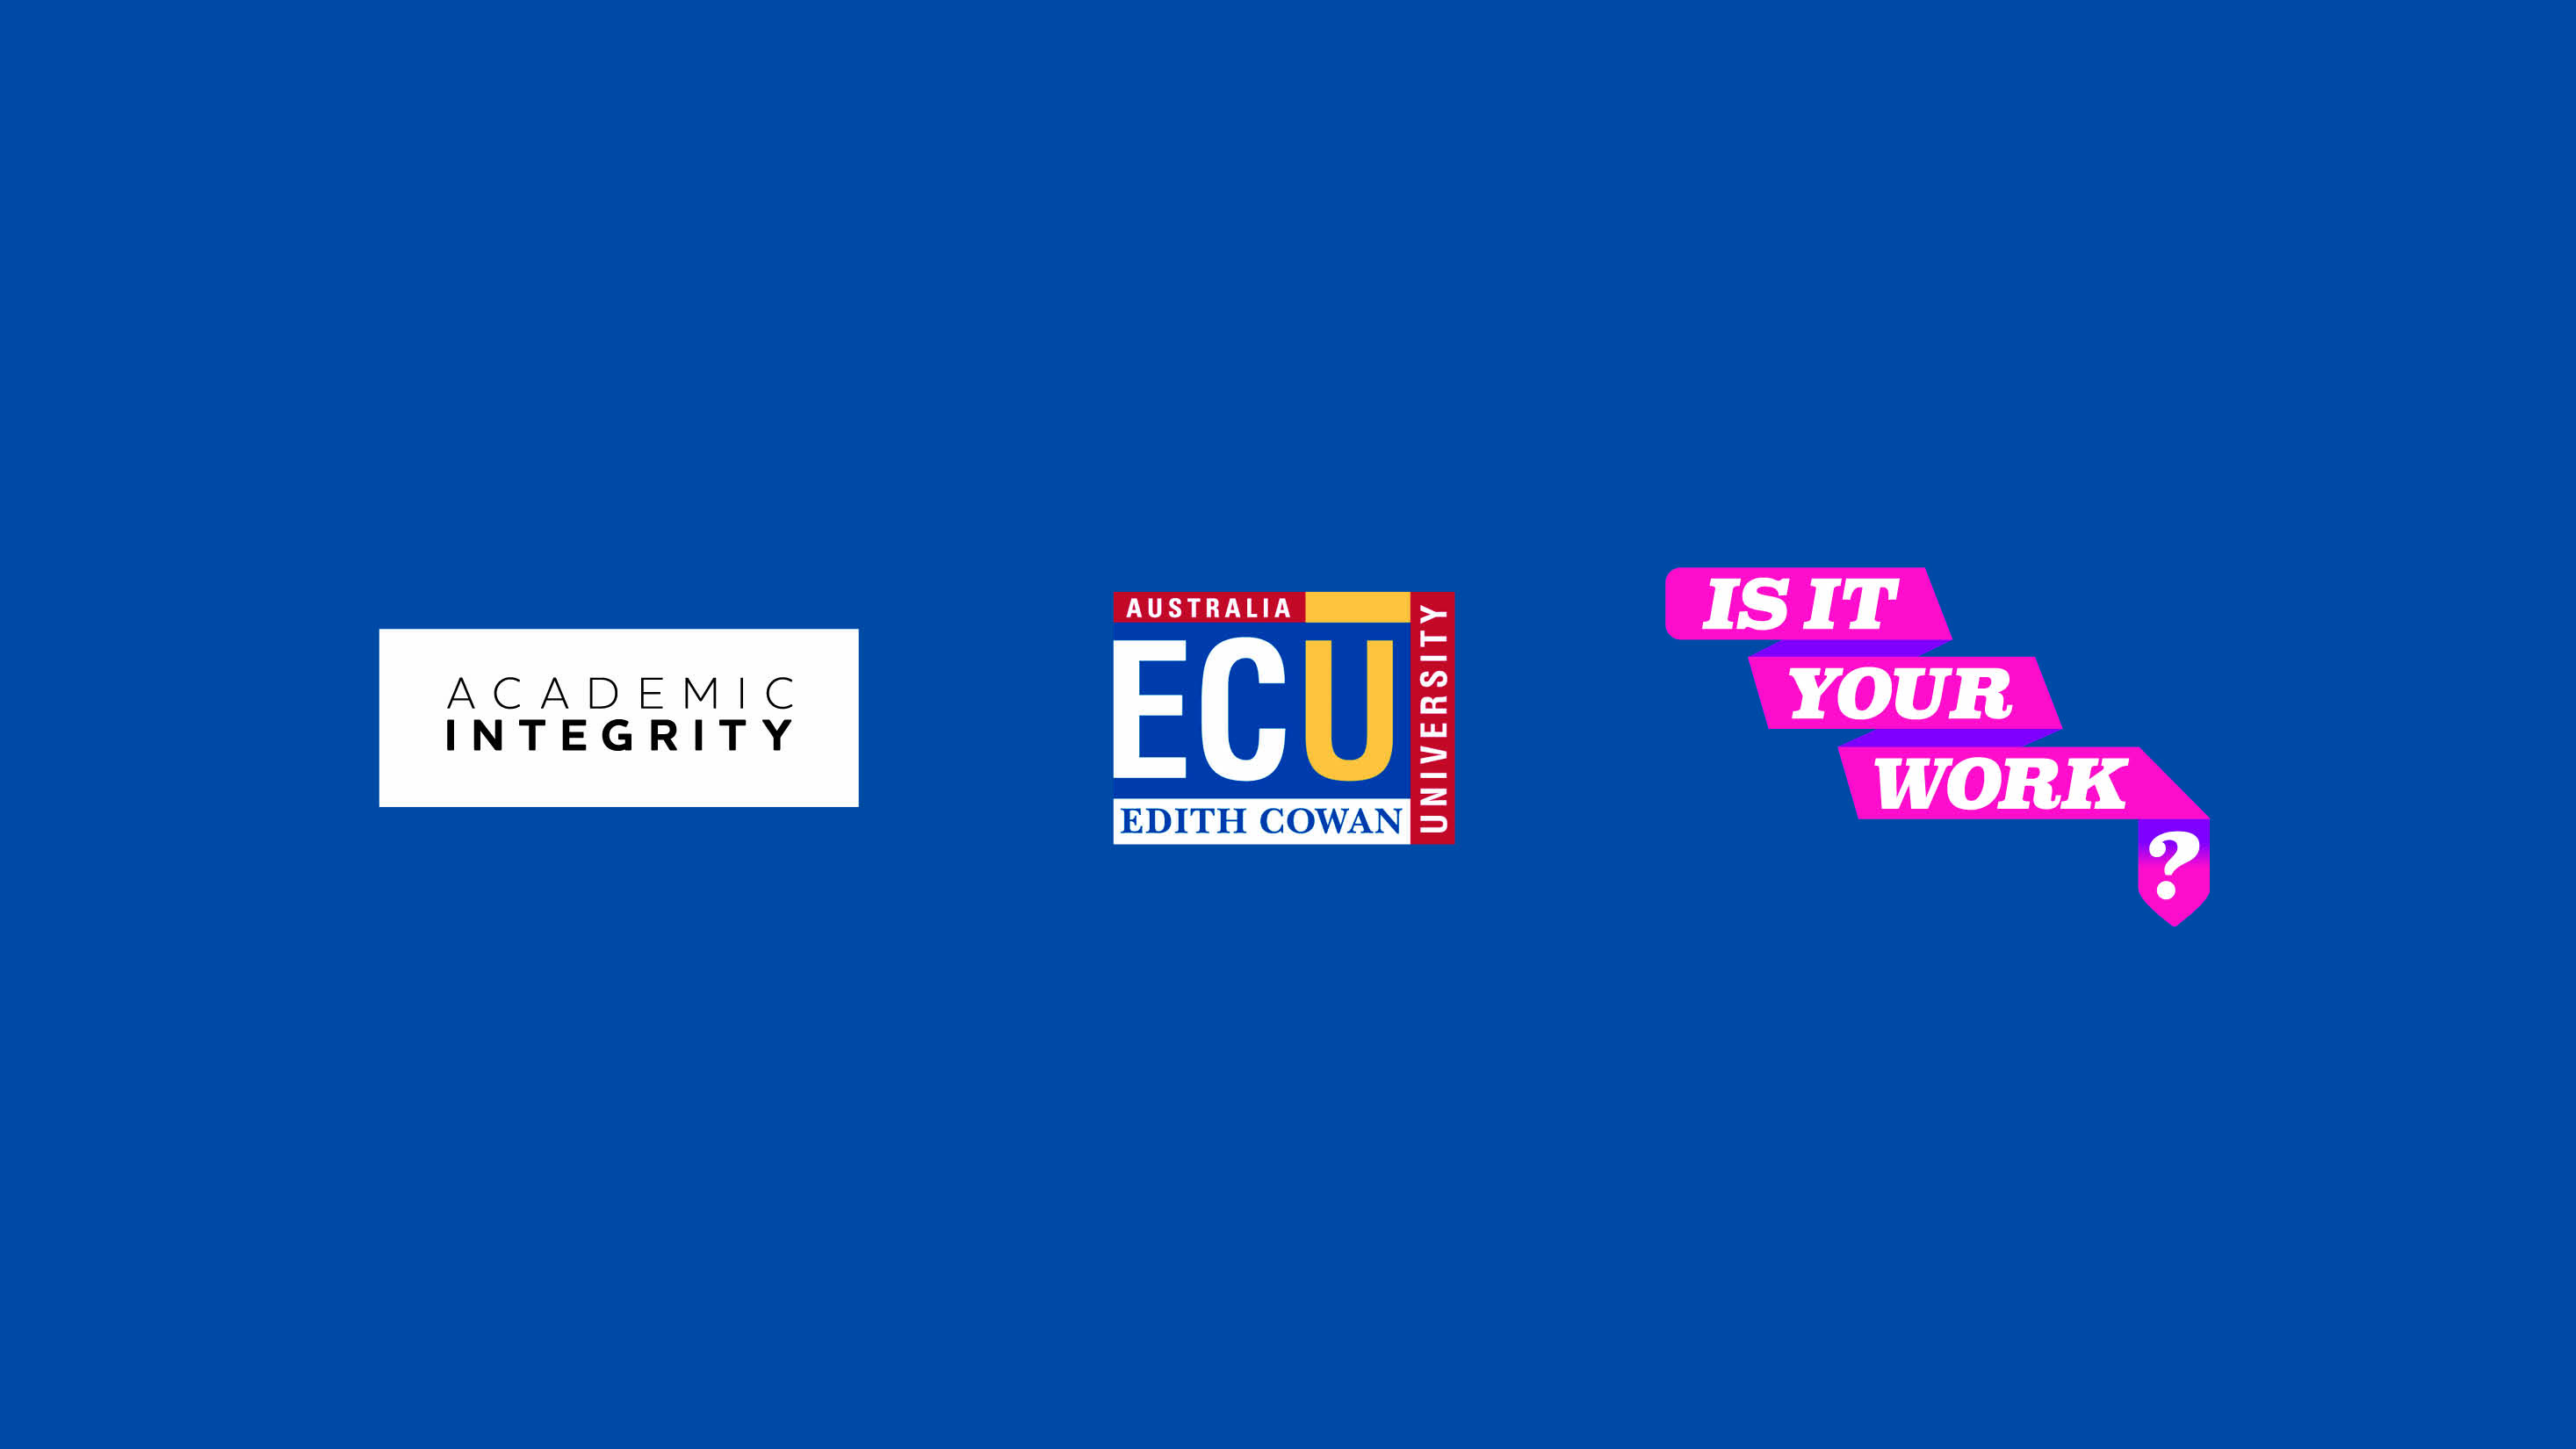 ACADEMIC
INTEGRITY
AUSTRALIA
ECU
EDITH COWAN
UNIVERSITY
IS IT
YOUR
WORK
?